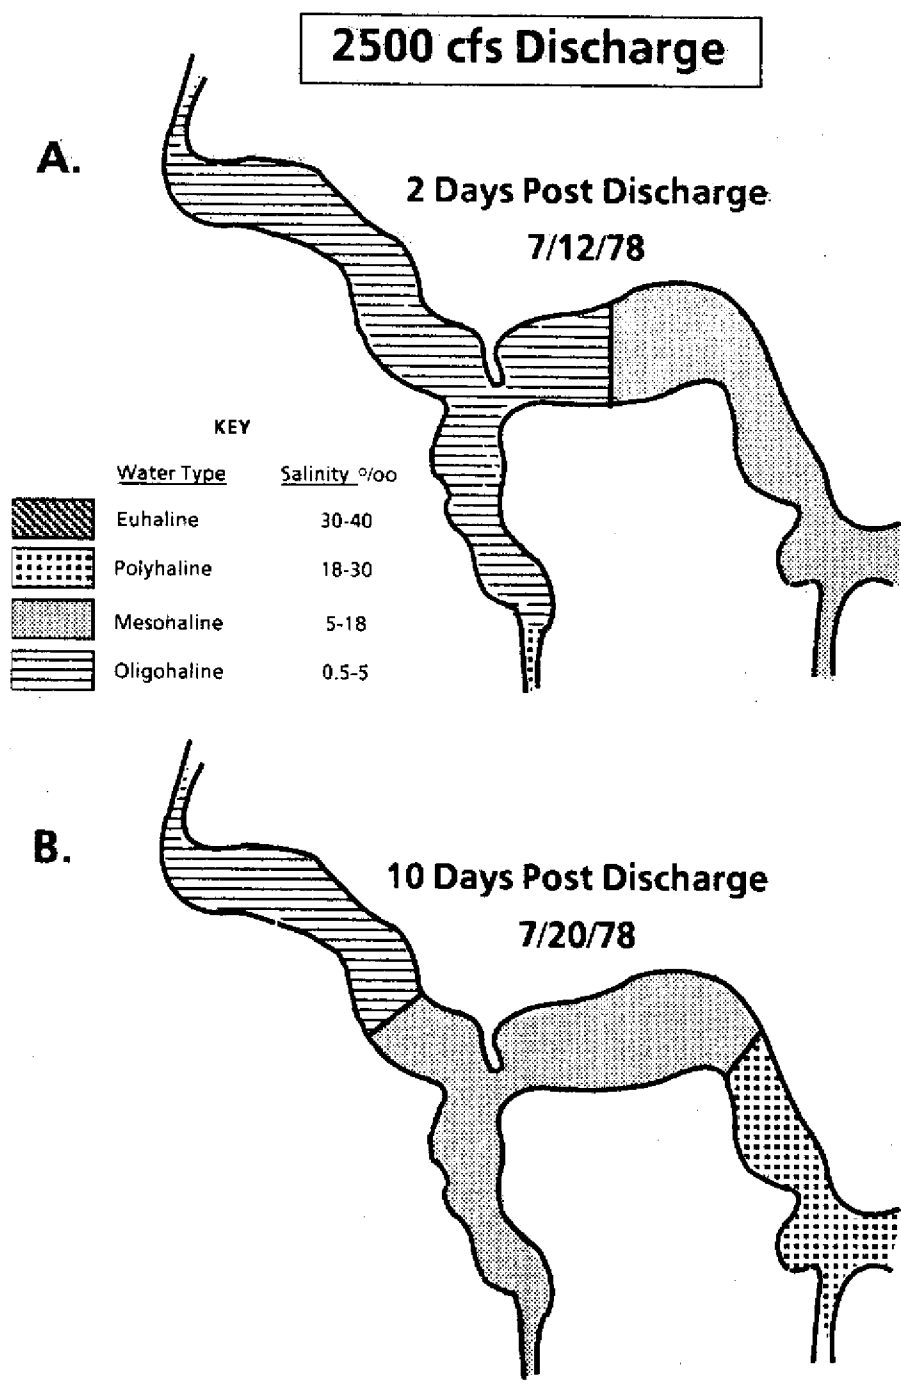 2500 cfs Discharge
A.
2 Days Post Discharge
7/12/78
KEY
Water Type Salinity º/oo
Euhaline 30-40
Polyhaline 18-30
Mesohaline 5-18
Oligohaline 0.5-5
B.
10 Days Post Discharge
7/20/78